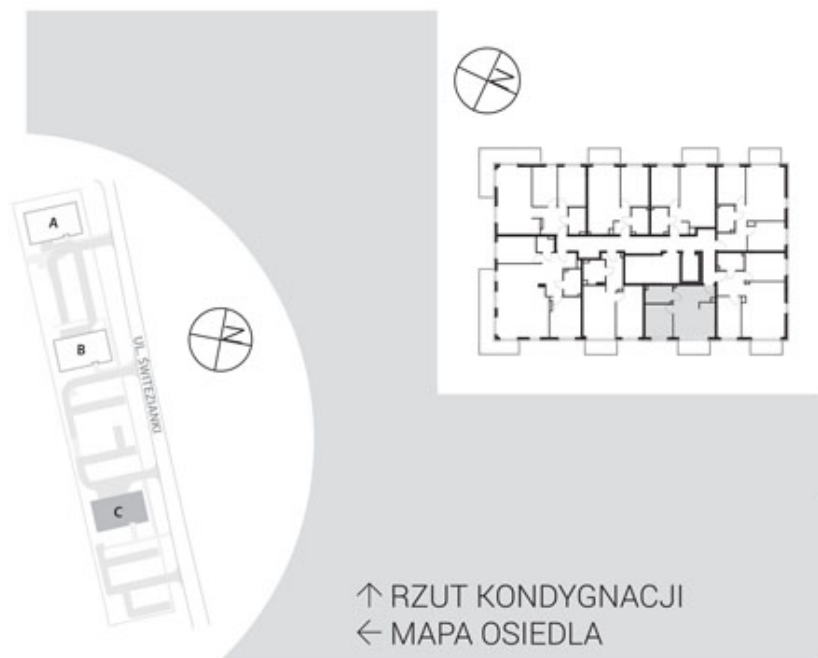 N
A
N
B
UL. ŚWITEZIANKI
C
↑ RZUT KONDYGNACJI
← MAPA OSIEDLA